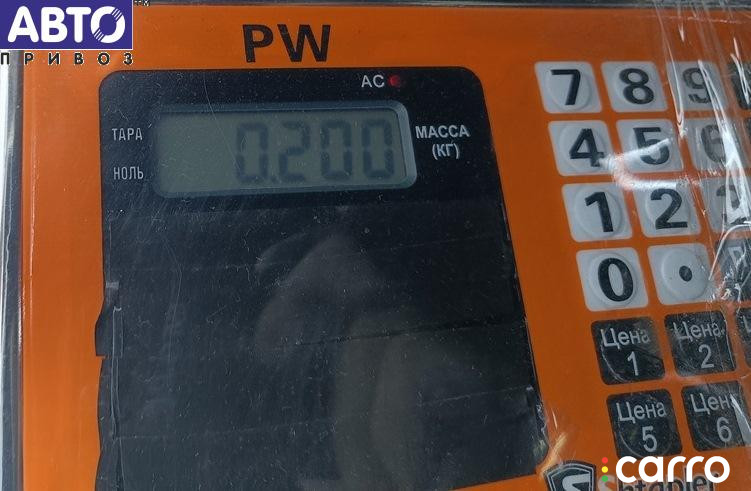 АВТО
ПРИВОЗ
™
PW
AC
ТАРА
НОЛЬ
0.200
МАССА
(КГ)
7 8 9
4 5 6
1 2
0 .
Цена
1
Цена
2
Цена
5
Цена
6
carro